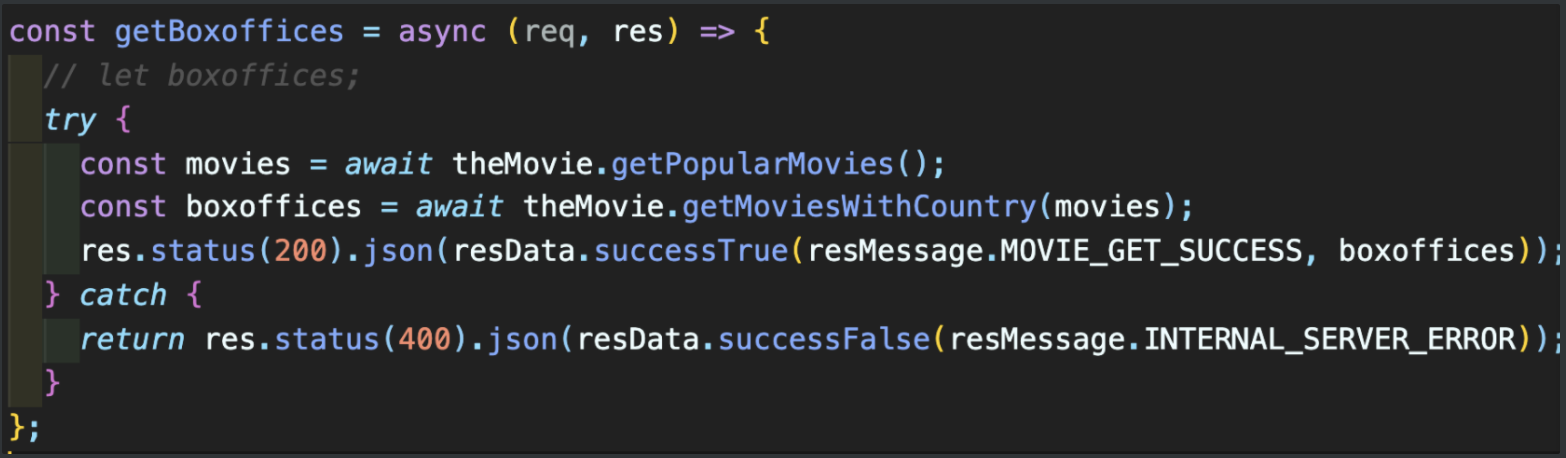 const getBoxoffices = async (req, res) => {
// let boxoffices;
try {
const movies = await theMovie.getPopularMovies();
const boxoffices = await theMovie.getMoviesWithCountry(movies);
res.status(200).json(resData.successTrue(resMessage.MOVIE_GET_SUCCESS, boxoffices));
} catch {
return res.status(400).json(resData.successFalse(resMessage.INTERNAL_SERVER_ERROR));
}
};